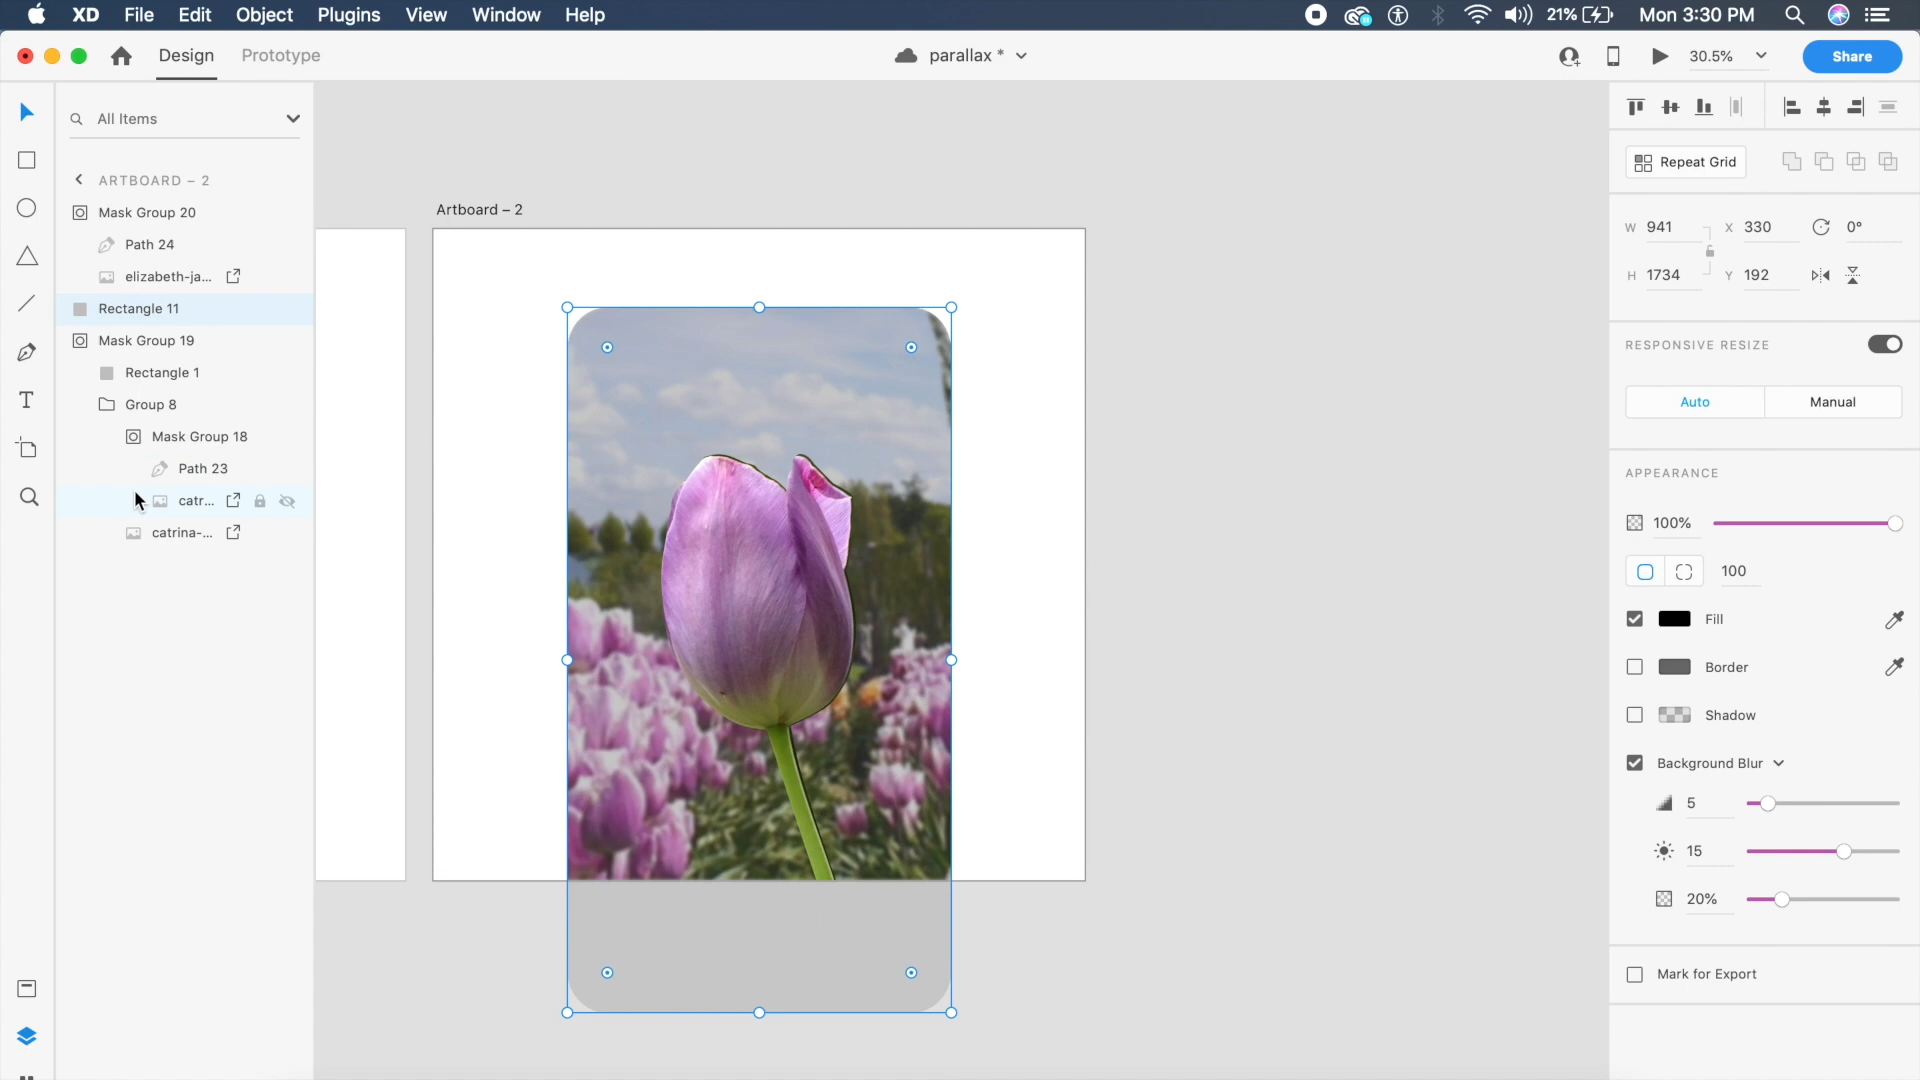 XD File Edit Object Plugins View Window Help 21% Mon 3:30 PM
Design Prototype parallax * 30.5% Share
All Items
ARTBOARD – 2
Mask Group 20
Path 24
elizabeth-ja...
Rectangle 11
Mask Group 19
Rectangle 1
Group 8
Mask Group 18
Path 23
catr...
catrina-...
Artboard – 2
Repeat Grid
W 941 X 330 0°
H 1734 Y 192
RESPONSIVE RESIZE
Auto Manual
APPEARANCE
100%
100
Fill
Border
Shadow
Background Blur
5
15
20%
Mark for Export